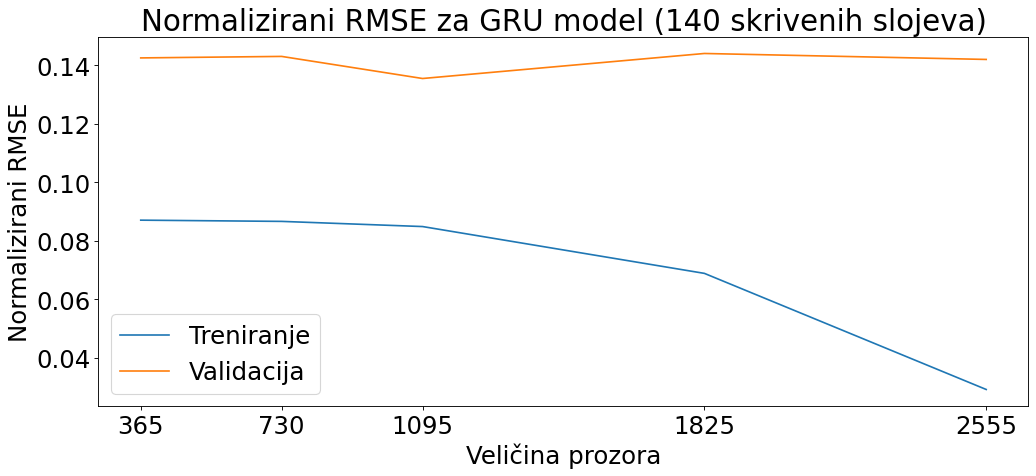 Normalizirani RMSE za GRU model (140 skrivenih slojeva)
Normalizirani RMSE
0.14
0.12
0.10
0.08
0.06
0.04
Treniranje
Validacija
365 730 1095 1825 2555
Veličina prozora